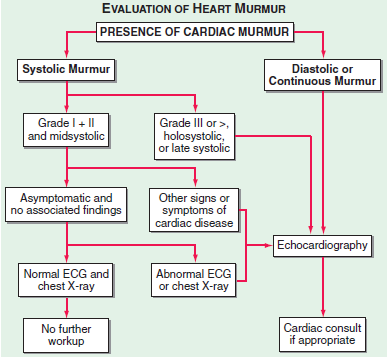 EVALUATION OF HEART MURMUR
PRESENCE OF CARDIAC MURMUR
Systolic Murmur
Diastolic or
Continuous Murmur
Grade I + II
and midsystolic
Grade III or >,
holosystolic,
or late systolic
Asymptomatic and
no associated findings
Other signs or
symptoms of
cardiac disease
Echocardiography
Normal ECG and
chest X-ray
Abnormal ECG
or chest X-ray
No further
workup
Cardiac consult
if appropriate